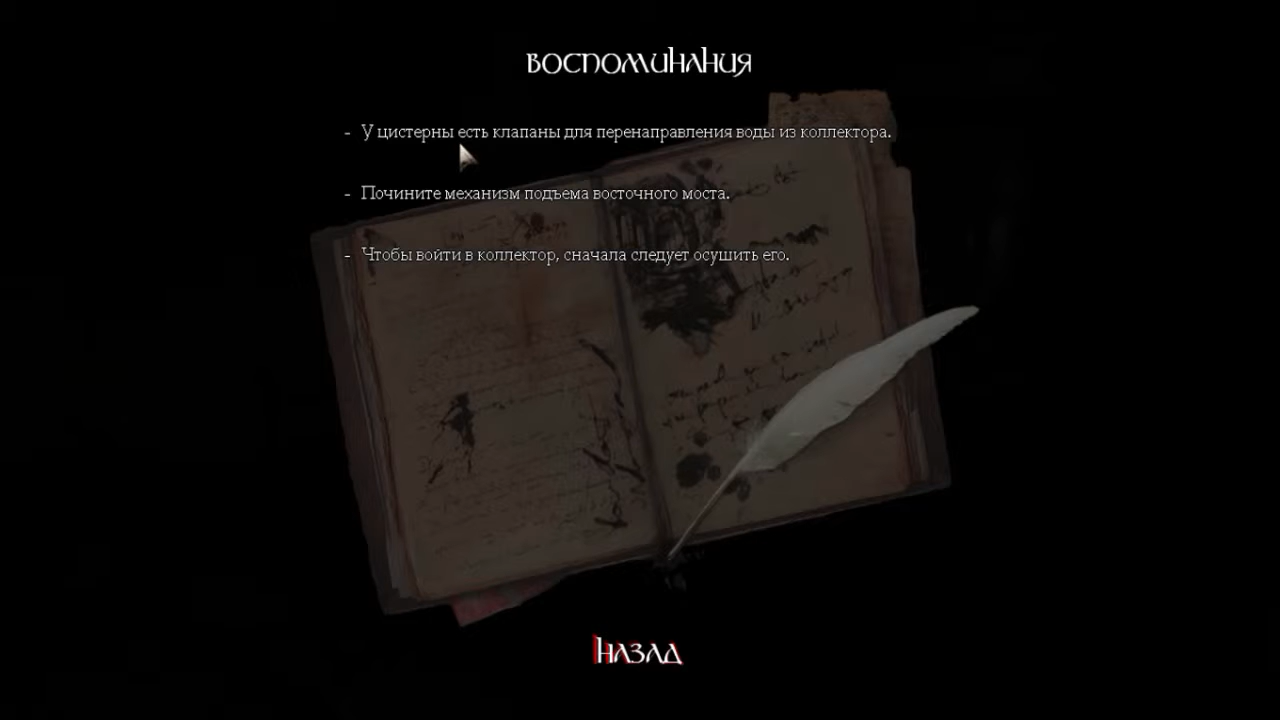 Воспоминания
- У цистерны есть клапаны для перенаправления воды из коллектора.
- Почините механизм подъема восточного моста.
- Чтобы войти в коллектор, сначала следует осушить его.
Назад